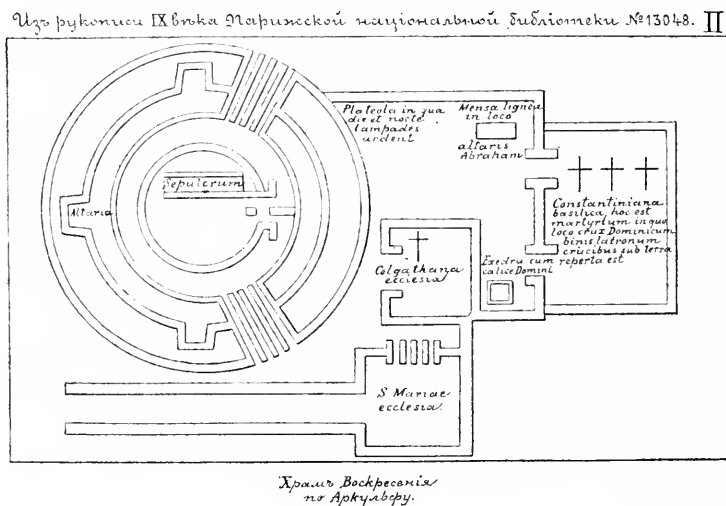 Изъ рукописи IX вѣка Парижской національной библіотеки №13048. II
Plateola in qua
die et nocte
lampades
urdent
Mensa lignea
in loco
altaris
Abraham
Sepulcrum
Altaria
Constantiniana
basilica, hoc est
martyrium in quo
loco crux Dominicum
binis latronum
crucibus sub terra
reperta est
Colgathana
ecclesia
Exedra cum
calice Domini
S Mariae
ecclesia.
Храмъ Воскресенія
по Аркульфу.